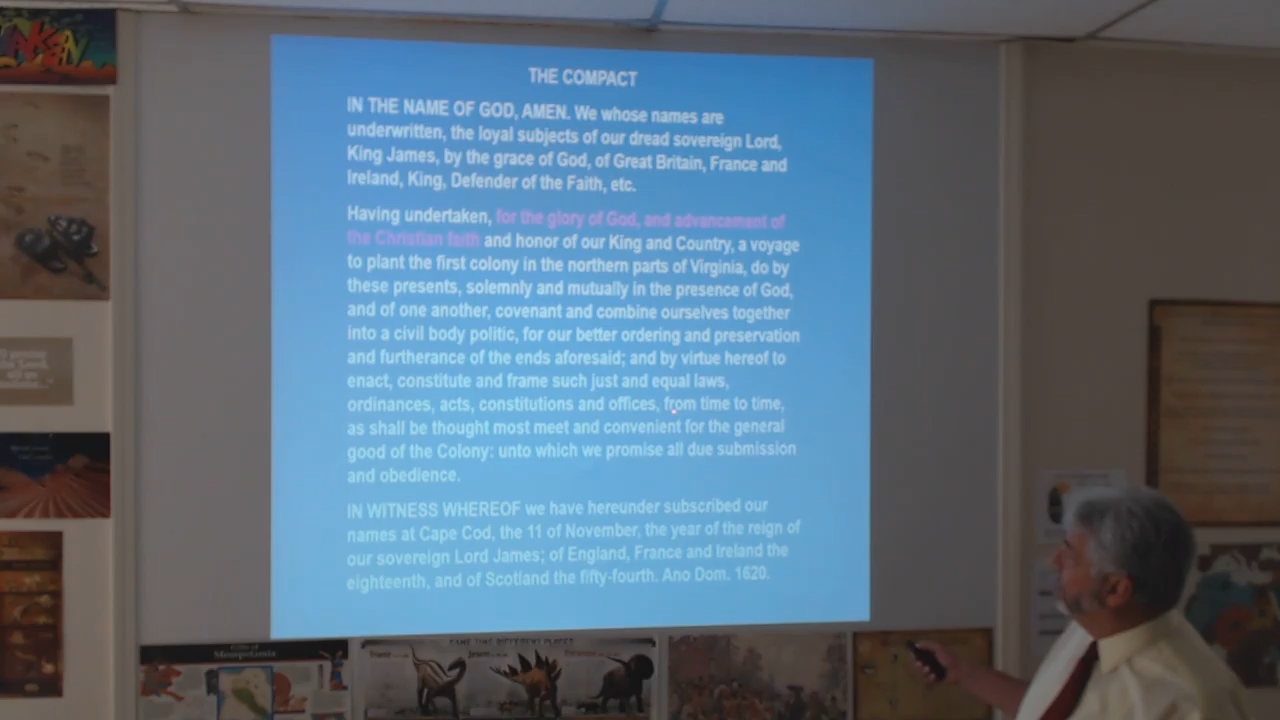 TAKEN
THE COMPACT
IN THE NAME OF GOD, AMEN. We whose names are
underwritten, the loyal subjects of our dread sovereign Lord,
King James, by the grace of God, of Great Britain, France and
Ireland, King, Defender of the Faith, etc.
Having undertaken, for the glory of God, and advancement of
the Christian faith and honor of our King and Country, a voyage
to plant the first colony in the northern parts of Virginia, do by
these presents, solemnly and mutually in the presence of God,
and of one another, covenant and combine ourselves together
into a civil body politic, for our better ordering and preservation
and furtherance of the ends aforesaid; and by virtue hereof to
enact, constitute and frame such just and equal laws,
ordinances, acts, constitutions and offices, from time to time,
as shall be thought most meet and convenient for the general
good of the Colony: unto which we promise all due submission
and obedience.
IN WITNESS WHEREOF we have hereunder subscribed our
names at Cape Cod, the 11 of November, the year of the reign of
our sovereign Lord James; of England, France and Ireland the
eighteenth, and of Scotland the fifty-fourth. Ano Dom. 1620.
Mesopotamia
SAME TIME DIFFERENT PLACES